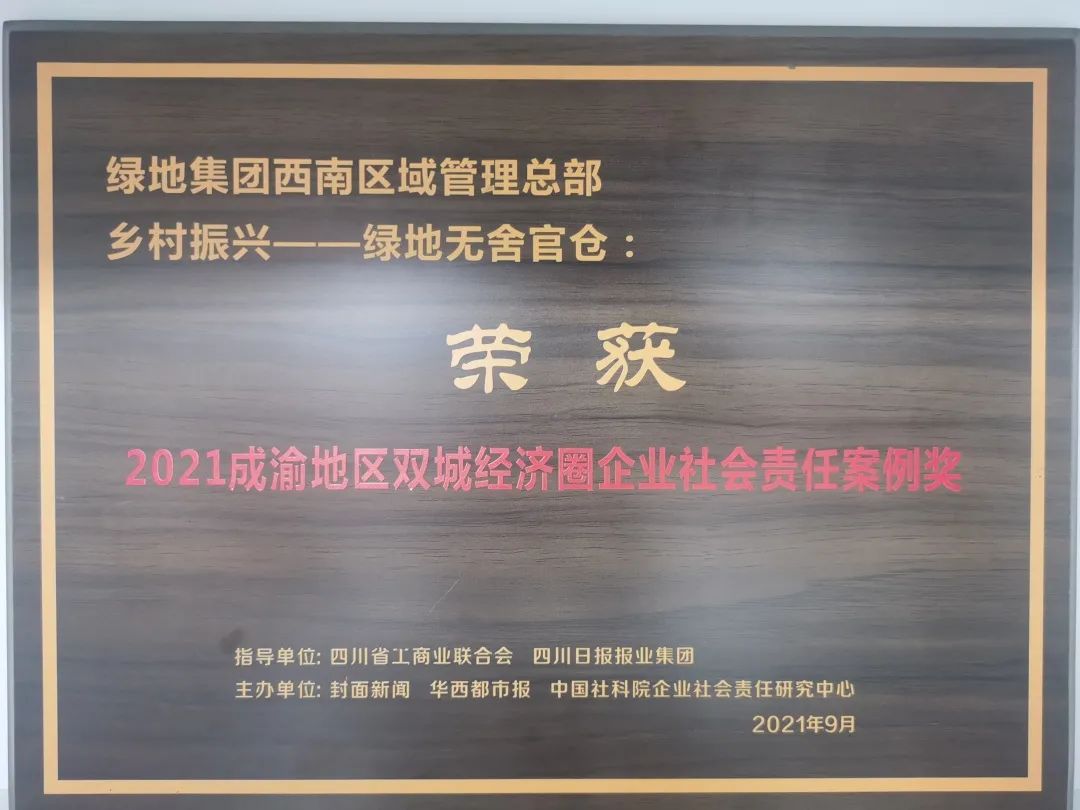 绿地集团西南区域管理总部
乡村振兴——绿地无舍官仓：
荣 获
2021成渝地区双城经济圈企业社会责任案例奖
指导单位: 四川省工商业联合会 四川日报报业集团
主办单位: 封面新闻 华西都市报 中国社科院企业社会责任研究中心
2021年9月